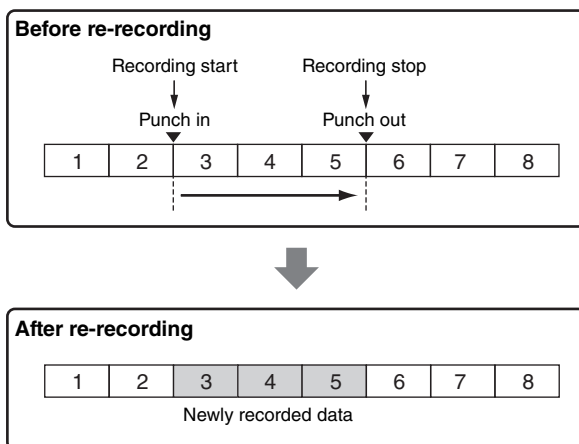 Before re-recording
Recording start Recording stop
Punch in Punch out
1 2 3 4 5 6 7 8
After re-recording
1 2 3 4 5 6 7 8
Newly recorded data